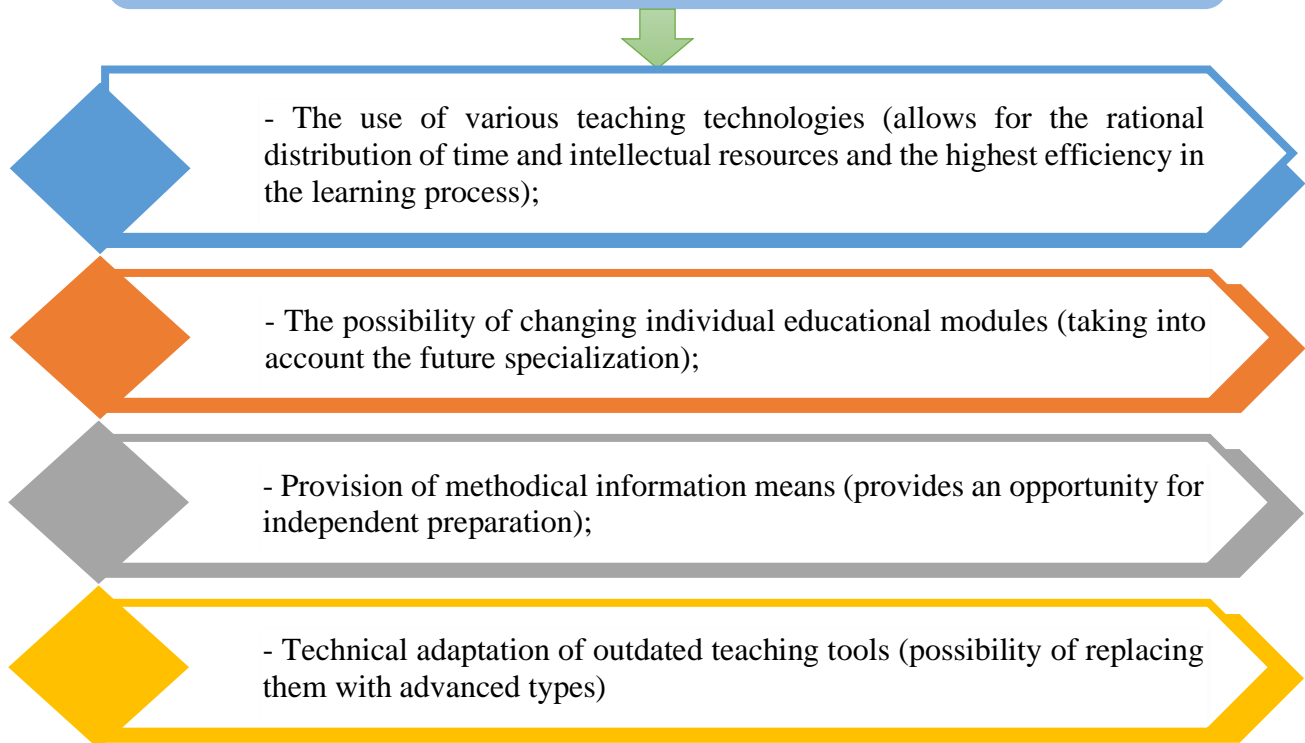 - The use of various teaching technologies (allows for the rational
distribution of time and intellectual resources and the highest efficiency in
the learning process);
- The possibility of changing individual educational modules (taking into
account the future specialization);
- Provision of methodical information means (provides an opportunity for
independent preparation);
- Technical adaptation of outdated teaching tools (possibility of replacing
them with advanced types)